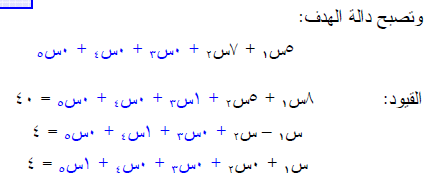 وتصبح دالة الهدف:
٥س١ + ٧س٢ + ٠س٣ + ٠س٤ + ٠س٥
القيود: ٨س١ + ٥س٢ + ١س٣ + ٠س٤ + ٠س٥ = ٤٠
س١ – س٢ + ٠س٣ + ١س٤ + ٠س٥ = ٤
س١ + ٠س٢ + ٠س٣ + ٠س٤ + ١س٥ = ٤